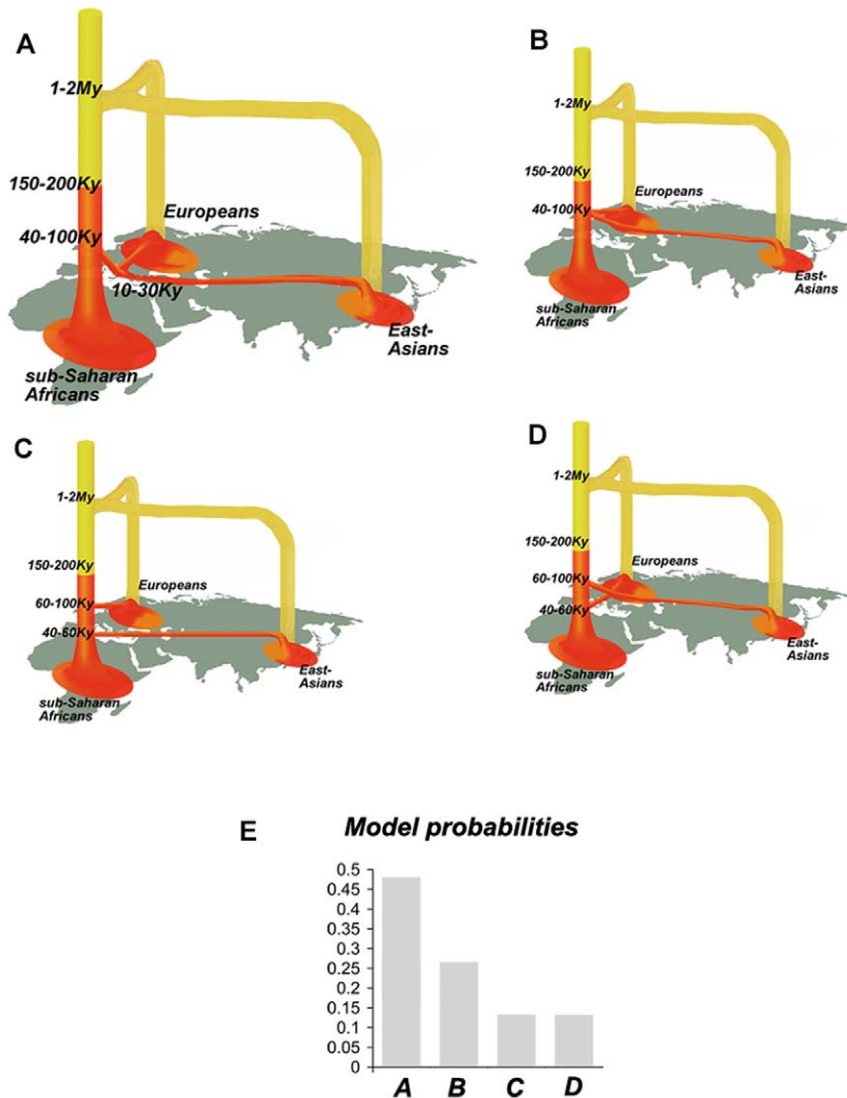 A
1-2My
150-200Ky
Europeans
40-100Ky
10-30Ky
East-
Asians
sub-Saharan
Africans
B
1-2My
150-200Ky
Europeans
40-100Ky
East-
Asians
sub-Saharan
Africans
C
1-2My
150-200Ky
Europeans
60-100Ky
40-60Ky
East-
Asians
sub-Saharan
Africans
D
1-2My
150-200Ky
Europeans
60-100Ky
40-60Ky
East-
Asians
sub-Saharan
Africans
E
Model probabilities
0.5
0.45
0.4
0.35
0.3
0.25
0.2
0.15
0.1
0.05
0
A B C D